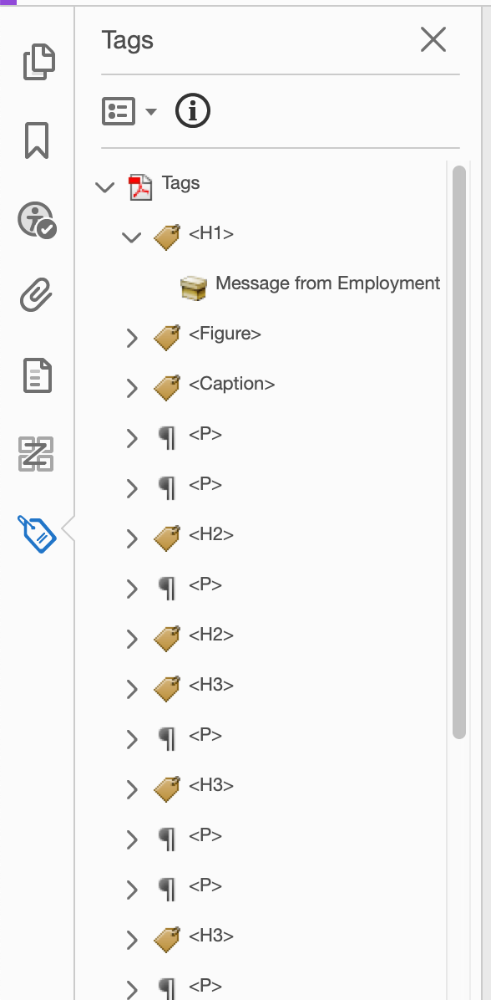 Tags
Tags
<H1>
Message from Employment
<Figure>
<Caption>
<P>
<P>
<H2>
<P>
<H2>
<H3>
<P>
<H3>
<P>
<P>
<H3>
<P>